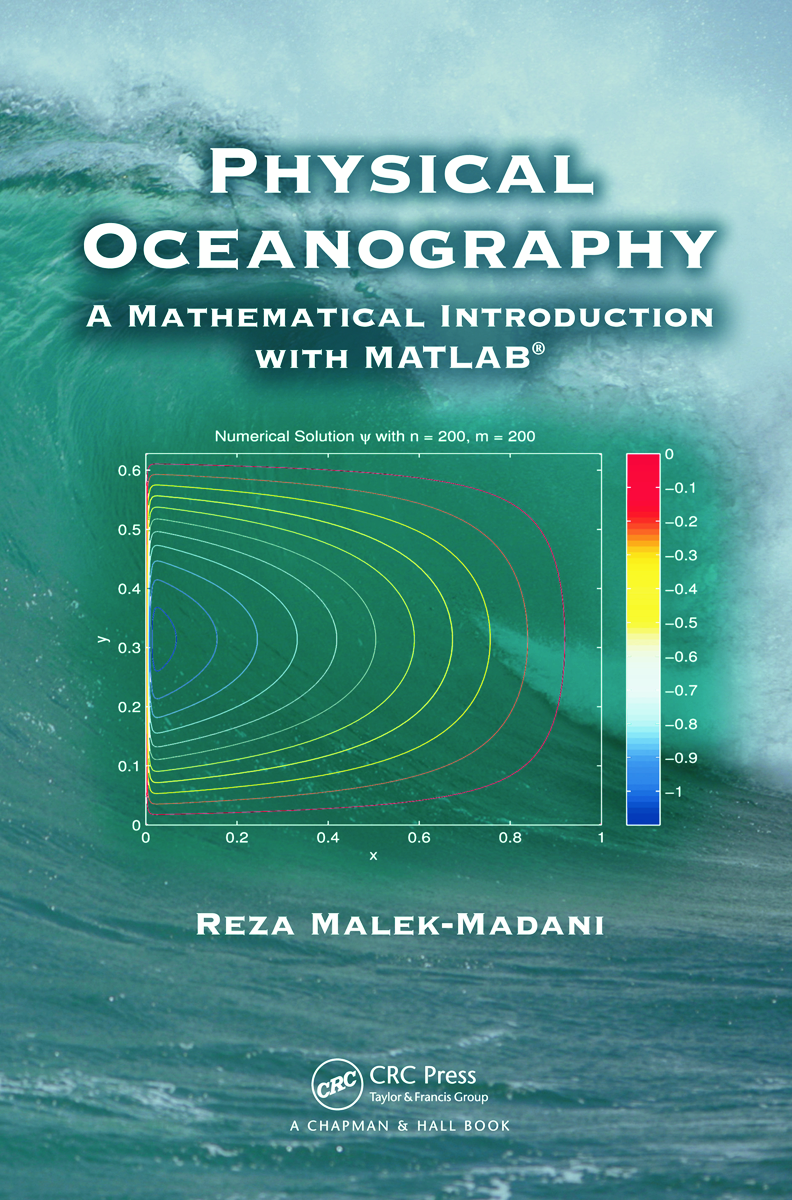 PHYSICAL
OCEANOGRAPHY
A MATHEMATICAL INTRODUCTION
WITH MATLAB®
Numerical Solution ψ with n = 200, m = 200
0.6
0.5
0.4
0.3
0.2
0.1
0
y
0 0.2 0.4 0.6 0.8 1
x
0
−0.1
−0.2
−0.3
−0.4
−0.5
−0.6
−0.7
−0.8
−0.9
−1
REZA MALEK-MADANI
CRC CRC Press
Taylor & Francis Group
A CHAPMAN & HALL BOOK